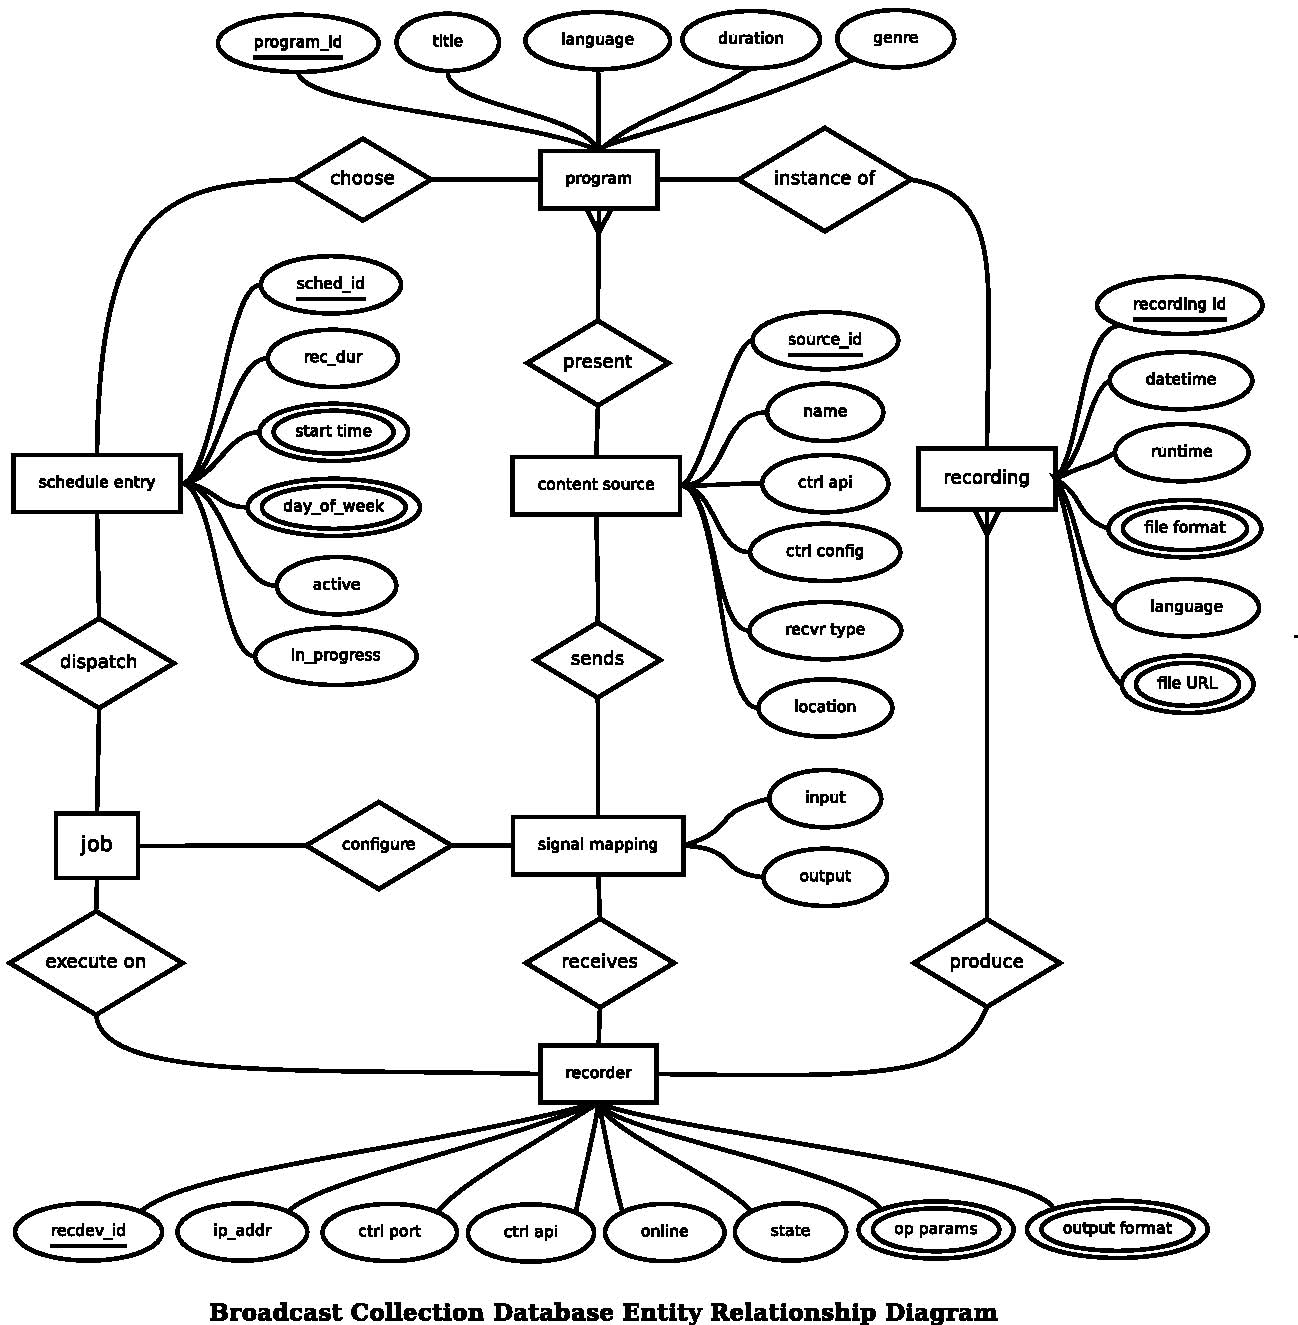 program_id
title
language
duration
genre
choose
program
instance of
sched_id
rec_dur
start time
day_of_week
active
in_progress
schedule entry
present
source_id
name
ctrl api
ctrl config
recvr type
location
content source
recording id
datetime
runtime
file format
language
file URL
recording
dispatch
sends
input
output
job
configure
signal mapping
execute on
receives
produce
recorder
recdev_id
ip_addr
ctrl port
ctrl api
online
state
op params
output format
Broadcast Collection Database Entity Relationship Diagram